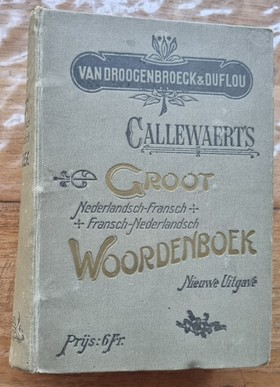 VAN DROOGENBROECK & DUFLOU
CALLEWAERT'S
GROOT
Nederlandsch-Fransch
Fransch-Nederlandsch
WOORDENBOEK
Nieuwe Uitgave
Prijs: 6 Fr.